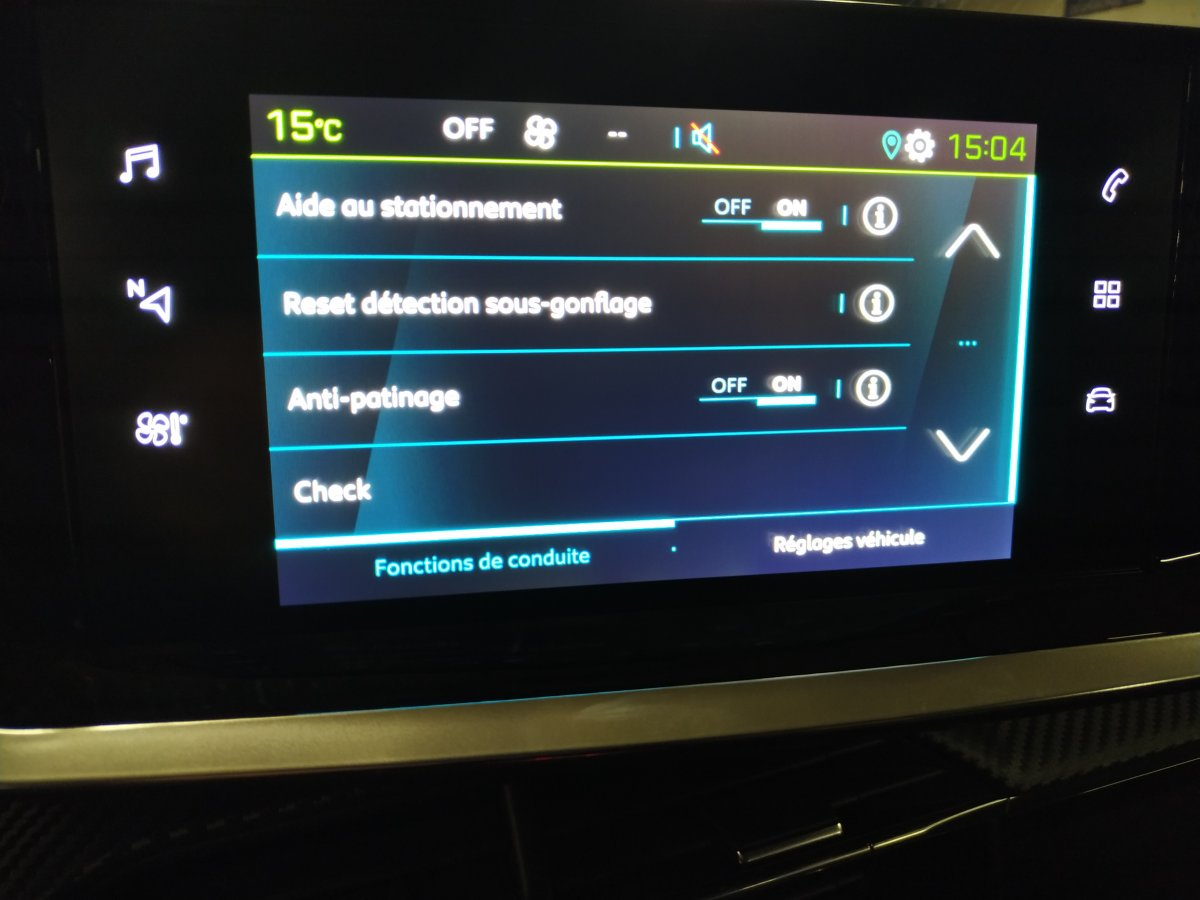 15°C OFF -- 15:04
Aide au stationnement OFF ON
Reset détection sous-gonflage
Anti-patinage OFF ON
Check
Fonctions de conduite Réglages véhicule
N